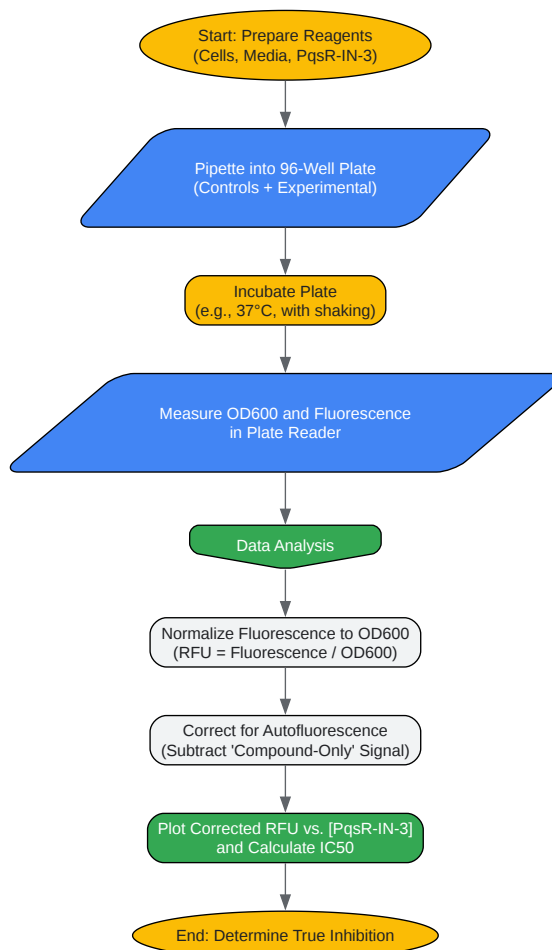 Start: Prepare Reagents
(Cells, Media, PqsR-IN-3)
Pipette into 96-Well Plate
(Controls + Experimental)
Incubate Plate
(e.g., 37°C, with shaking)
Measure OD600 and Fluorescence
in Plate Reader
Data Analysis
Normalize Fluorescence to OD600
(RFU = Fluorescence / OD600)
Correct for Autofluorescence
(Subtract 'Compound-Only' Signal)
Plot Corrected RFU vs. [PqsR-IN-3]
and Calculate IC50
End: Determine True Inhibition